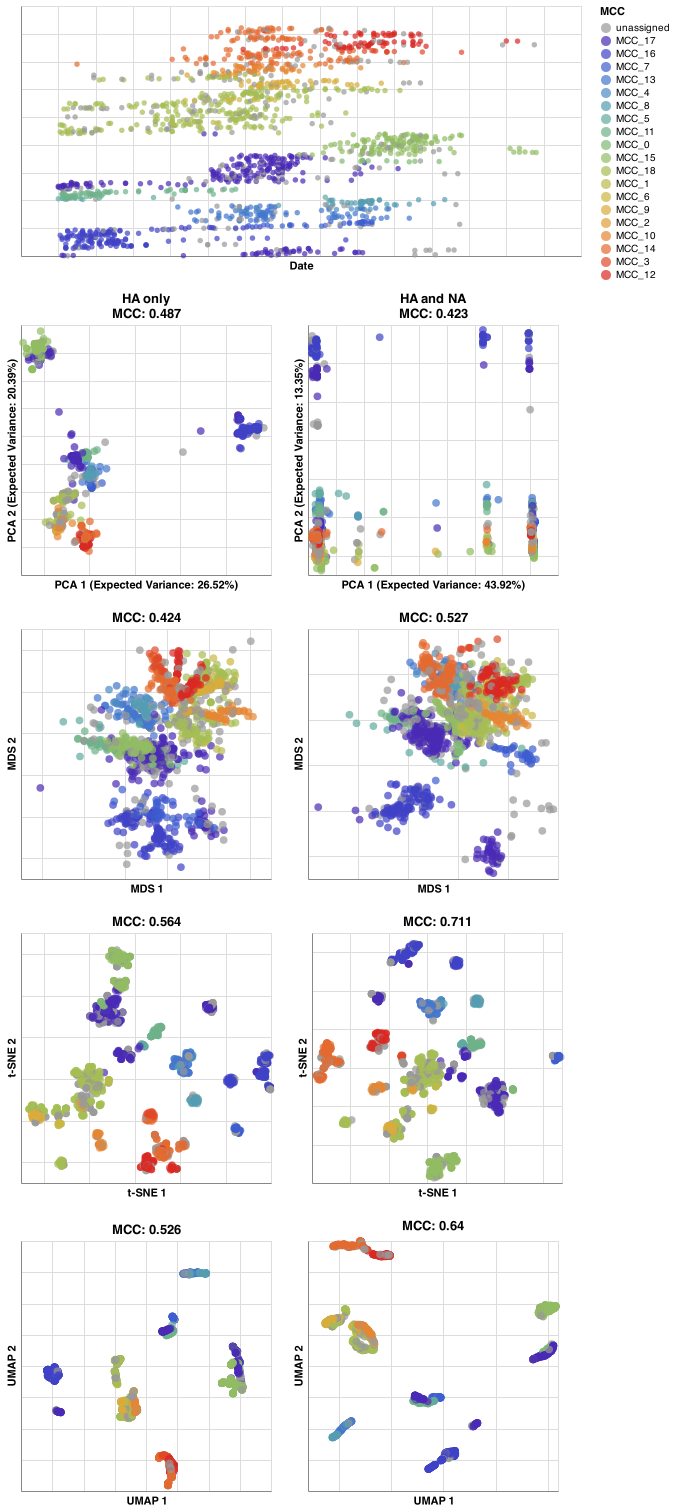 MCC
unassigned
MCC_17
MCC_16
MCC_7
MCC_13
MCC_4
MCC_8
MCC_5
MCC_11
MCC_0
MCC_15
MCC_18
MCC_1
MCC_6
MCC_9
MCC_2
MCC_10
MCC_14
MCC_3
MCC_12
Date
HA only
MCC: 0.487
HA and NA
MCC: 0.423
PCA 2 (Expected Variance: 20.39%)
PCA 1 (Expected Variance: 26.52%)
PCA 2 (Expected Variance: 13.35%)
PCA 1 (Expected Variance: 43.92%)
MCC: 0.424
MCC: 0.527
MDS 2
MDS 1
MDS 2
MDS 1
MCC: 0.564
MCC: 0.711
t-SNE 2
t-SNE 1
t-SNE 2
t-SNE 1
MCC: 0.526
MCC: 0.64
UMAP 2
UMAP 1
UMAP 2
UMAP 1